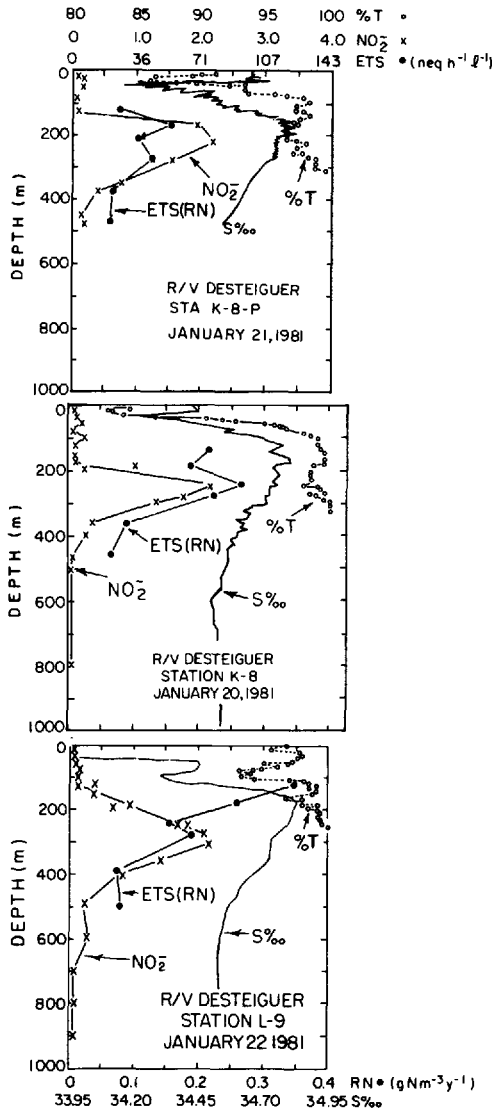 80 85 90 95 100 %T
0 1.0 2.0 3.0 4.0 NO₂⁻ x
0 36 71 107 143 ETS ● (neq h⁻¹ l⁻¹)
0
200
400
600
800
1000
DEPTH (m)
NO₂⁻
%T
ETS(RN)
S‰
R/V DESTEIGUER
STA K-8-P
JANUARY 21, 1981
0
200
400
600
800
1000
DEPTH (m)
%T
ETS(RN)
NO₂⁻
S‰
R/V DESTEIGUER
STATION K-8
JANUARY 20, 1981
0
200
400
600
800
1000
DEPTH (m)
%T
ETS(RN)
S‰
NO₂⁻
R/V DESTEIGUER
STATION L-9
JANUARY 22 1981
0 0.1 0.2 0.3 0.4 RN ● (gNm⁻³y⁻¹)
33.95 34.20 34.45 34.70 34.95 S‰